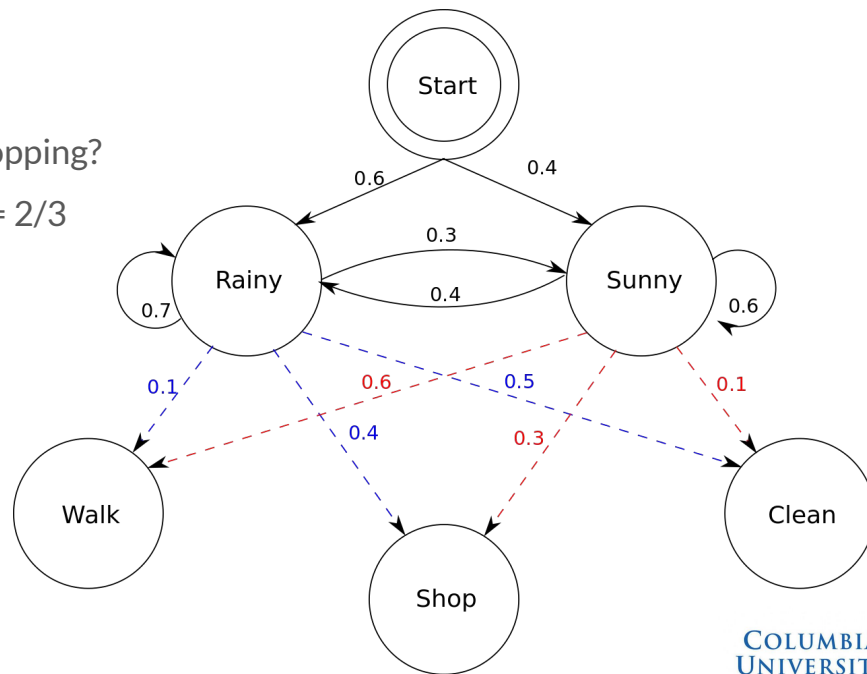 Start
opping?
0.6
0.4
= 2/3
0.3
Rainy
Sunny
0.4
0.7
0.6
0.1
0.6
0.5
0.1
0.4
0.3
Walk
Clean
Shop
COLUMBIA
UNIVERSIT